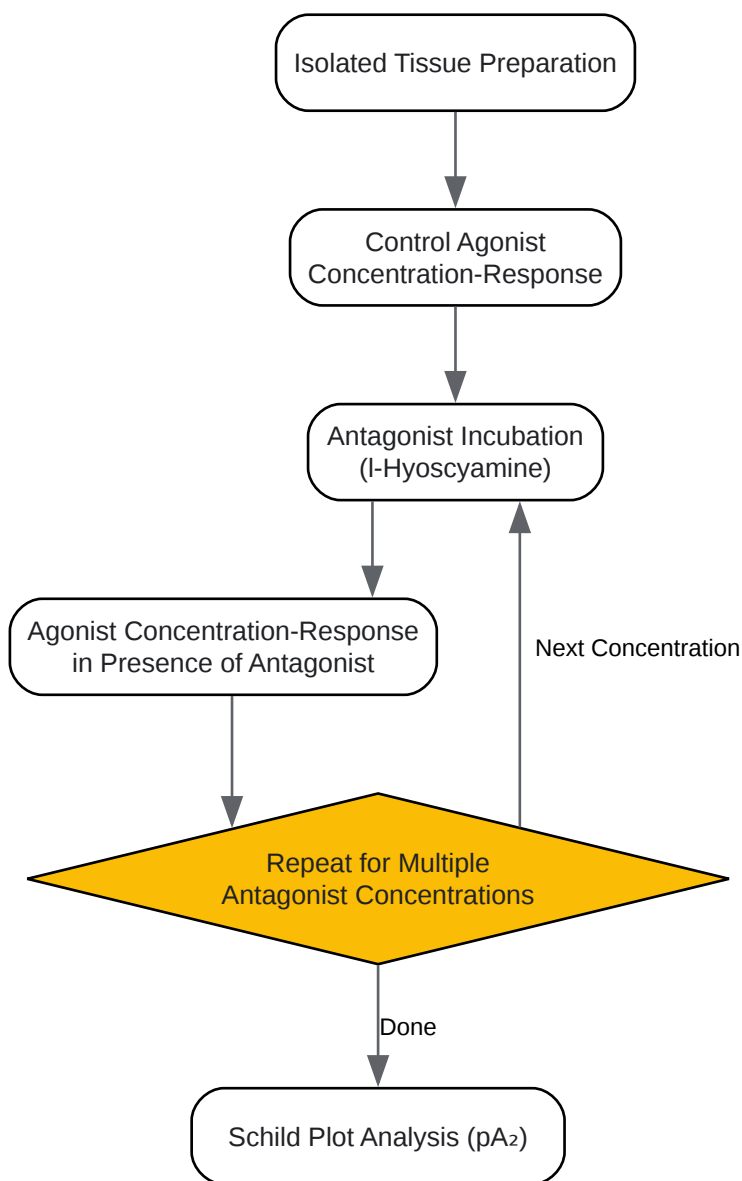 Isolated Tissue Preparation
Control Agonist
Concentration-Response
Antagonist Incubation
(l-Hyoscyamine)
Agonist Concentration-Response
in Presence of Antagonist
Next Concentration
Repeat for Multiple
Antagonist Concentrations
Done
Schild Plot Analysis (pA₂)